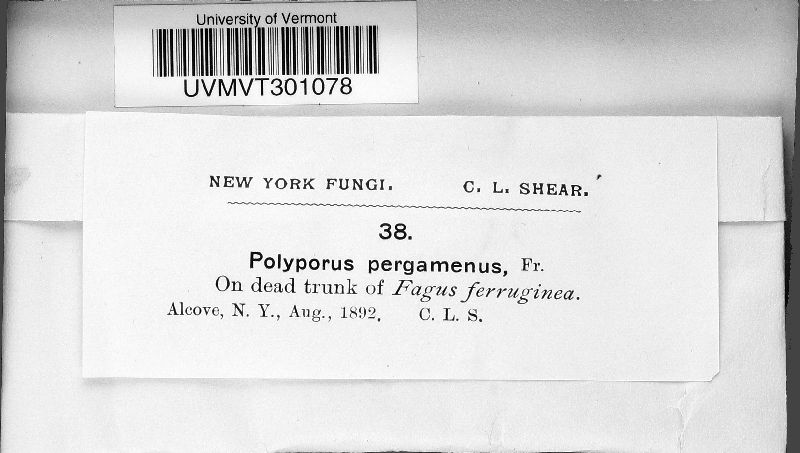 University of Vermont
UVMVT301078
NEW YORK FUNGI. C. L. SHEAR.
38.
Polyporus pergamenus, Fr.
On dead trunk of Fagus ferruginea.
Alcove, N. Y., Aug., 1892. C. L. S.